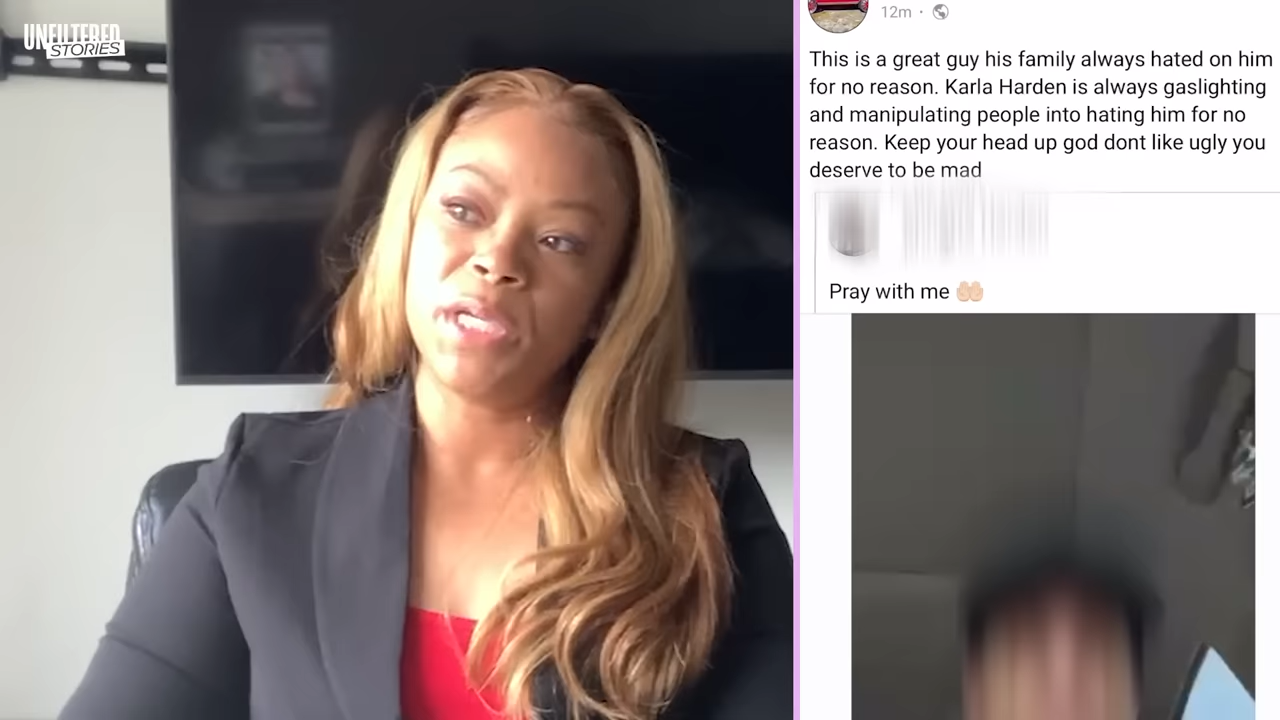 UNFILTERED
STORIES
12m ·
This is a great guy his family always hated on him
for no reason. Karla Harden is always gaslighting
and manipulating people into hating him for no
reason. Keep your head up god dont like ugly you
deserve to be mad
Pray with me 🤲🏻